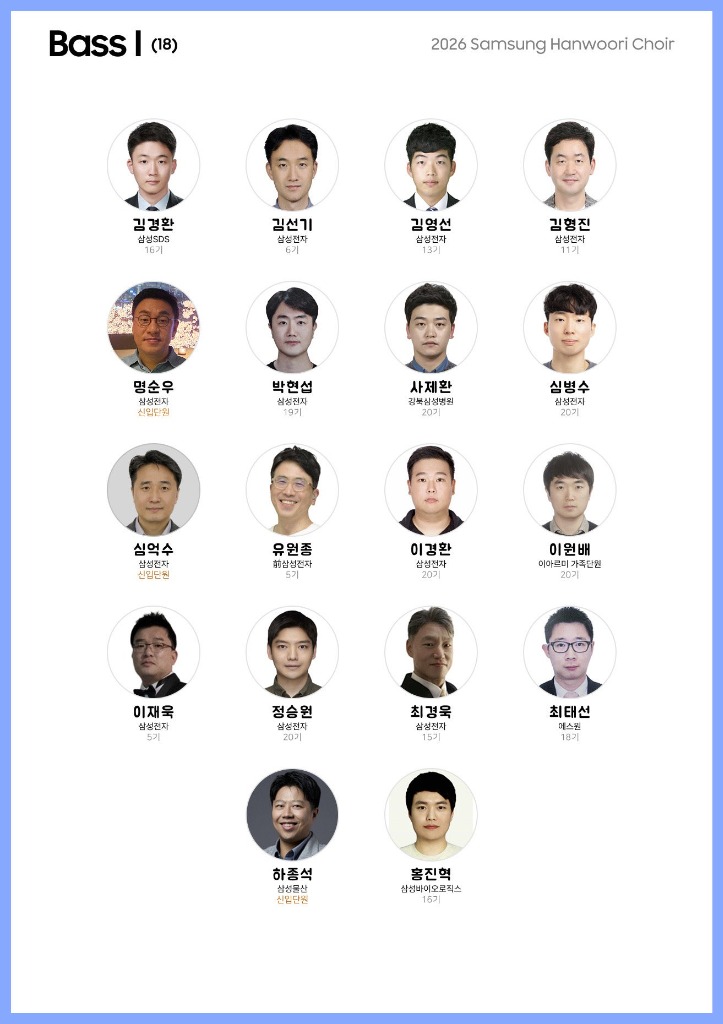 Bass I (18)
2026 Samsung Hanwoori Choir
김경환 김선기 김영선 김형진
삼성SDS 삼성전자 삼성전자 삼성전자
16기 6기 13기 11기
명순우 박현섭 사제환 심병수
삼성전자 삼성전자 강북삼성병원 삼성전자
신입단원 19기 20기 20기
심억수 유원종 이경환 이원배
삼성전자 前삼성전자 삼성전자 이아르미 가족단원
신입단원 5기 20기 20기
이재욱 정승원 최경욱 최태선
삼성전자 삼성전자 삼성전자 에스원
5기 20기 15기 18기
하종석 홍진혁
삼성물산 삼성바이오로직스
신입단원 16기